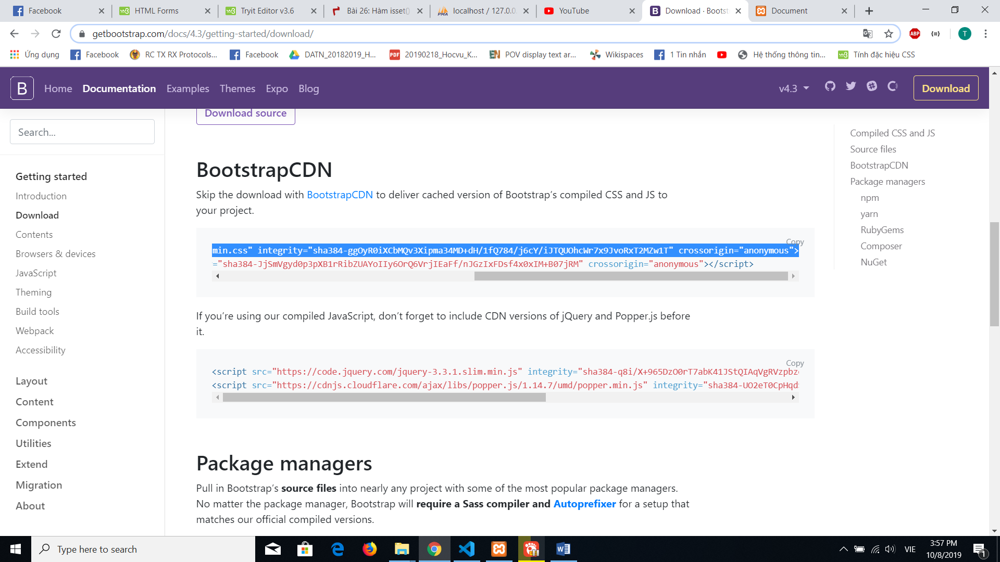 Facebook
HTML Forms
Tryit Editor v3.6
Bài 26: Hàm isset()
localhost / 127.0.0
YouTube
Download · Bootst
Document
getbootstrap.com/docs/4.3/getting-started/download/
ABP
T
Ứng dụng
Facebook
RC TX RX Protocols...
Facebook
DATN_20182019_H...
PDF
20190218_Hocvu_K...
POV display text ar...
Wikispaces
1 Tin nhắn
Hệ thống thông tin...
Tính đặc hiệu CSS
B
Home
Documentation
Examples
Themes
Expo
Blog
v4.3
Download
Search...
Getting started
Introduction
Download
Contents
Browsers & devices
JavaScript
Theming
Build tools
Webpack
Accessibility
Layout
Content
Components
Utilities
Extend
Migration
About
Download source
BootstrapCDN
Skip the download with BootstrapCDN to deliver cached version of Bootstrap’s compiled CSS and JS to
your project.
Copy
min.css" integrity="sha384-ggOyR0iXCbMQv3Xipma34MD+dH/1fQ784/j6cY/iJTQUOhcWr7x9JvoRxT2MZw1T" crossorigin="anonymous">
="sha384-JjSmVgyd0p3pXB1rRibZUAYoIIy6OrQ6VrjIEaFf/nJGzIxFDsf4x0xIM+B07jRM" crossorigin="anonymous"></script>
If you’re using our compiled JavaScript, don’t forget to include CDN versions of jQuery and Popper.js before
it.
Copy
<script src="https://code.jquery.com/jquery-3.3.1.slim.min.js" integrity="sha384-q8i/X+965DzO0rT7abK41JStQIAqVgRVzpbz
<script src="https://cdnjs.cloudflare.com/ajax/libs/popper.js/1.14.7/umd/popper.min.js" integrity="sha384-UO2eT0CpHqd
Package managers
Pull in Bootstrap’s source files into nearly any project with some of the most popular package managers.
No matter the package manager, Bootstrap will require a Sass compiler and Autoprefixer for a setup that
matches our official compiled versions.
Compiled CSS and JS
Source files
BootstrapCDN
Package managers
npm
yarn
RubyGems
Composer
NuGet
Type here to search
VIE
3:57 PM
10/8/2019
1